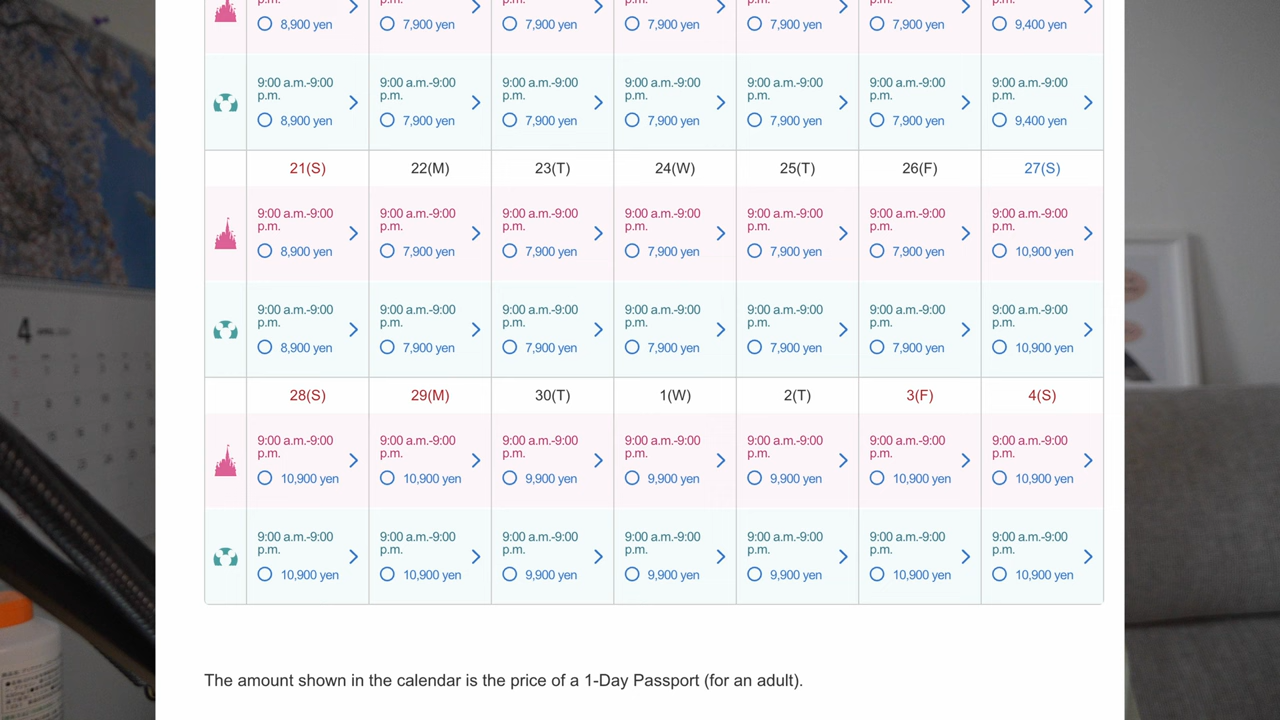 p.m. p.m. p.m. p.m. p.m. p.m. p.m.
8,900 yen 7,900 yen 7,900 yen 7,900 yen 7,900 yen 7,900 yen 9,400 yen
9:00 a.m.-9:00 9:00 a.m.-9:00 9:00 a.m.-9:00 9:00 a.m.-9:00 9:00 a.m.-9:00 9:00 a.m.-9:00 9:00 a.m.-9:00
p.m. p.m. p.m. p.m. p.m. p.m. p.m.
8,900 yen 7,900 yen 7,900 yen 7,900 yen 7,900 yen 7,900 yen 9,400 yen
21(S) 22(M) 23(T) 24(W) 25(T) 26(F) 27(S)
9:00 a.m.-9:00 9:00 a.m.-9:00 9:00 a.m.-9:00 9:00 a.m.-9:00 9:00 a.m.-9:00 9:00 a.m.-9:00 9:00 a.m.-9:00
p.m. p.m. p.m. p.m. p.m. p.m. p.m.
8,900 yen 7,900 yen 7,900 yen 7,900 yen 7,900 yen 7,900 yen 10,900 yen
9:00 a.m.-9:00 9:00 a.m.-9:00 9:00 a.m.-9:00 9:00 a.m.-9:00 9:00 a.m.-9:00 9:00 a.m.-9:00 9:00 a.m.-9:00
p.m. p.m. p.m. p.m. p.m. p.m. p.m.
8,900 yen 7,900 yen 7,900 yen 7,900 yen 7,900 yen 7,900 yen 10,900 yen
28(S) 29(M) 30(T) 1(W) 2(T) 3(F) 4(S)
9:00 a.m.-9:00 9:00 a.m.-9:00 9:00 a.m.-9:00 9:00 a.m.-9:00 9:00 a.m.-9:00 9:00 a.m.-9:00 9:00 a.m.-9:00
p.m. p.m. p.m. p.m. p.m. p.m. p.m.
10,900 yen 10,900 yen 9,900 yen 9,900 yen 9,900 yen 10,900 yen 10,900 yen
9:00 a.m.-9:00 9:00 a.m.-9:00 9:00 a.m.-9:00 9:00 a.m.-9:00 9:00 a.m.-9:00 9:00 a.m.-9:00 9:00 a.m.-9:00
p.m. p.m. p.m. p.m. p.m. p.m. p.m.
10,900 yen 10,900 yen 9,900 yen 9,900 yen 9,900 yen 10,900 yen 10,900 yen
The amount shown in the calendar is the price of a 1-Day Passport (for an adult).
4